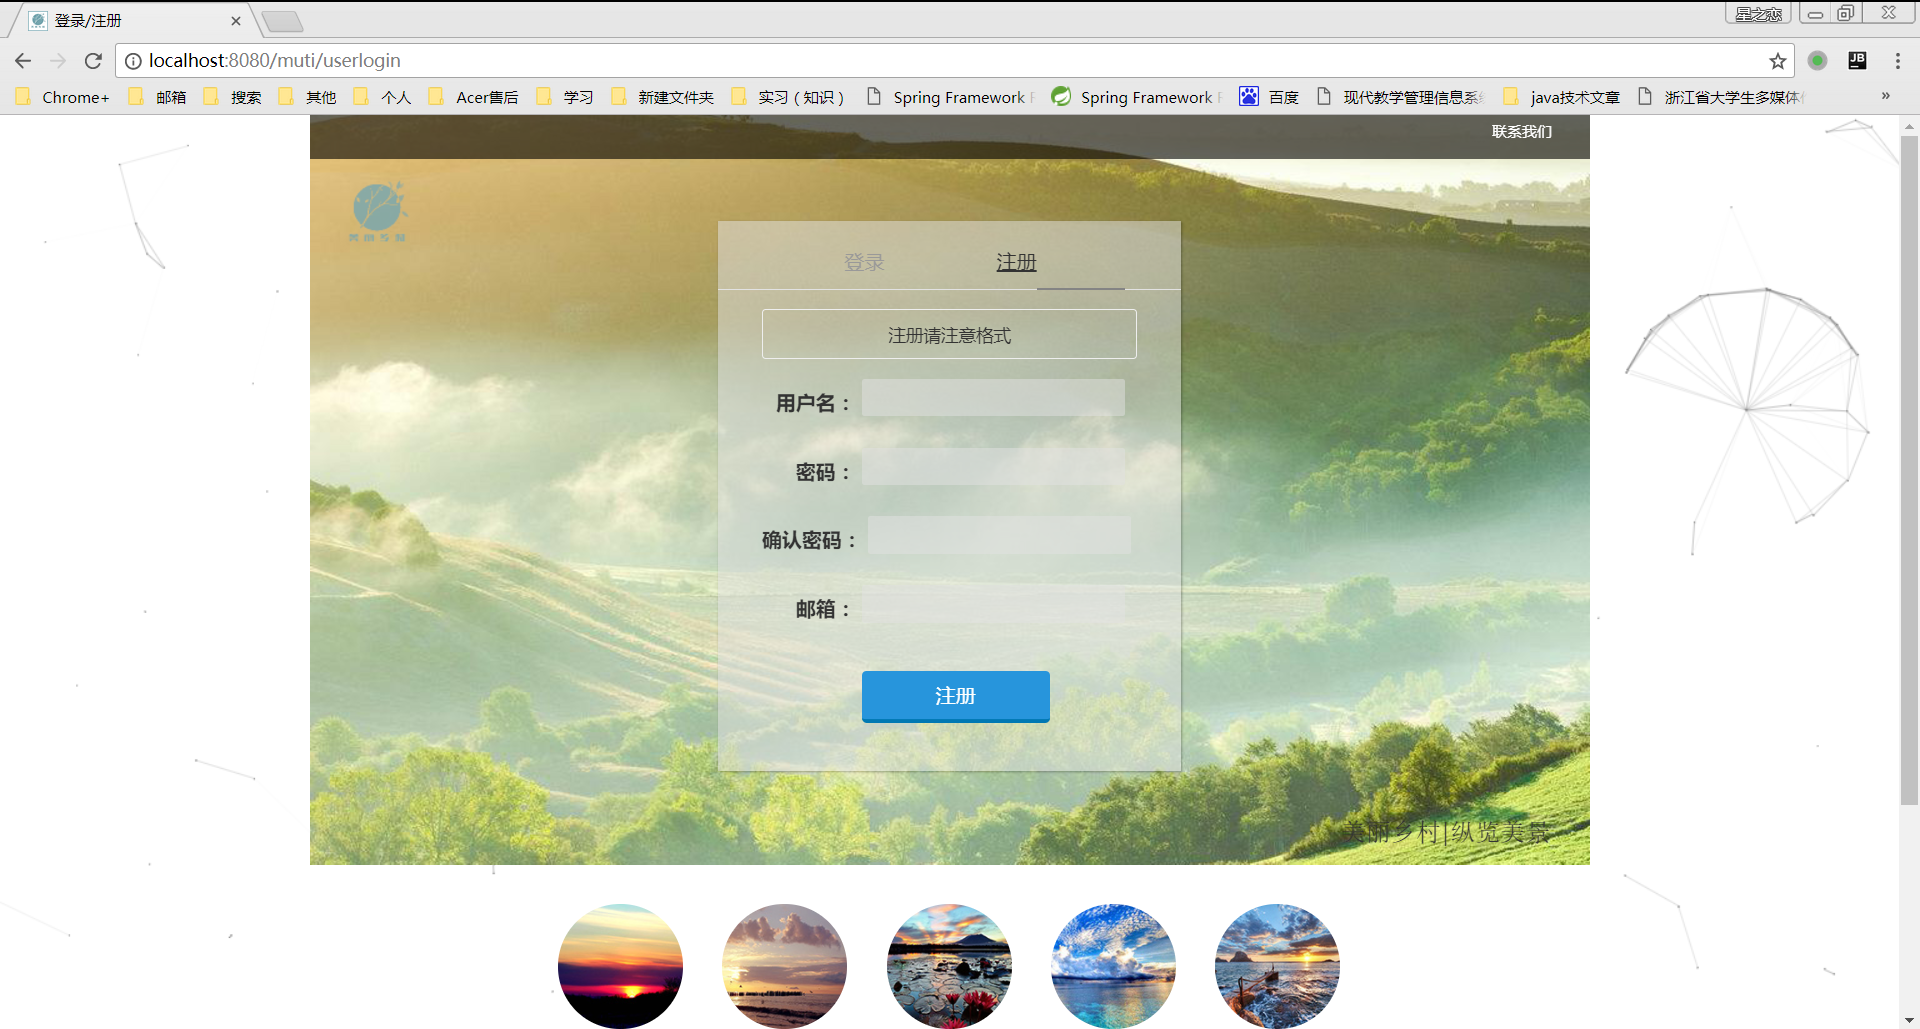 登录/注册
星之恋
localhost:8080/muti/userlogin
Chrome+ 邮箱 搜索 其他 个人 Acer售后 学习 新建文件夹 实习（知识） Spring Framework Spring Framework 百度 现代教学管理信息系 java技术文章 浙江省大学生多媒体 »
联系我们
美丽乡村
登录 注册
注册请注意格式
用户名：
密码：
确认密码：
邮箱：
注册
美丽乡村|纵览美景